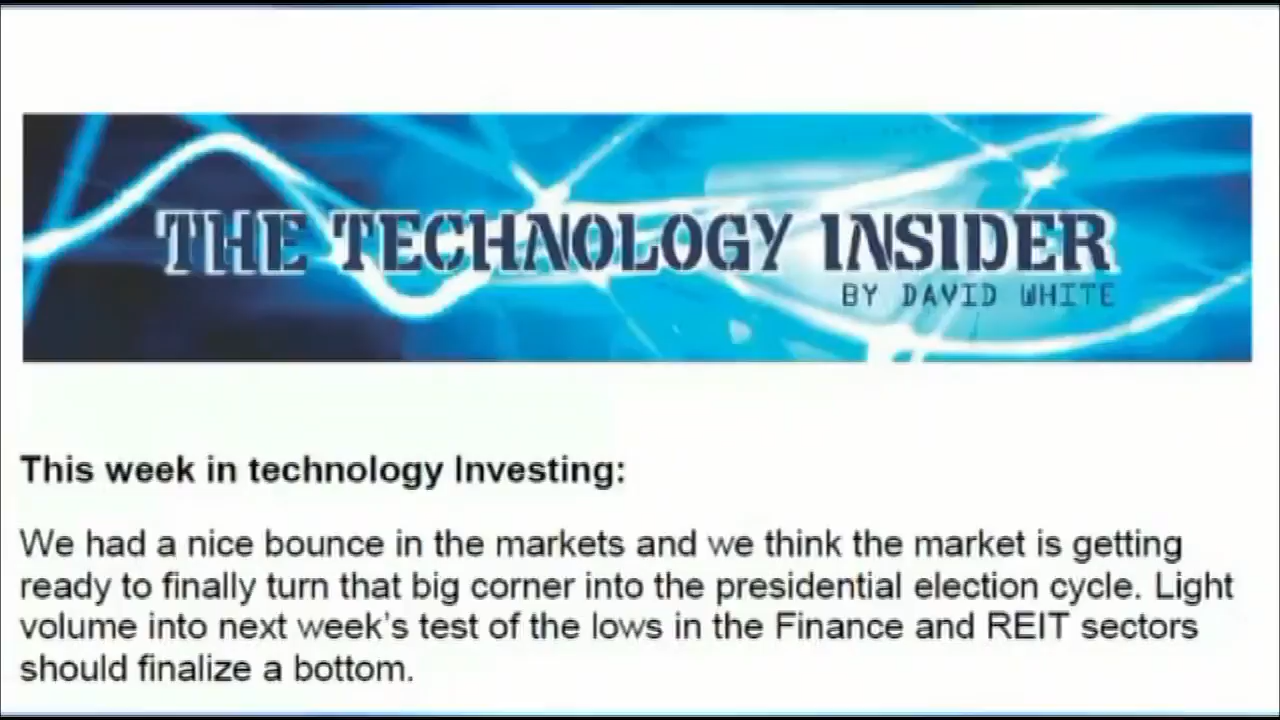 THE TECHNOLOGY INSIDER
BY DAVID WHITE
This week in technology Investing:
We had a nice bounce in the markets and we think the market is getting
ready to finally turn that big corner into the presidential election cycle. Light
volume into next week's test of the lows in the Finance and REIT sectors
should finalize a bottom.